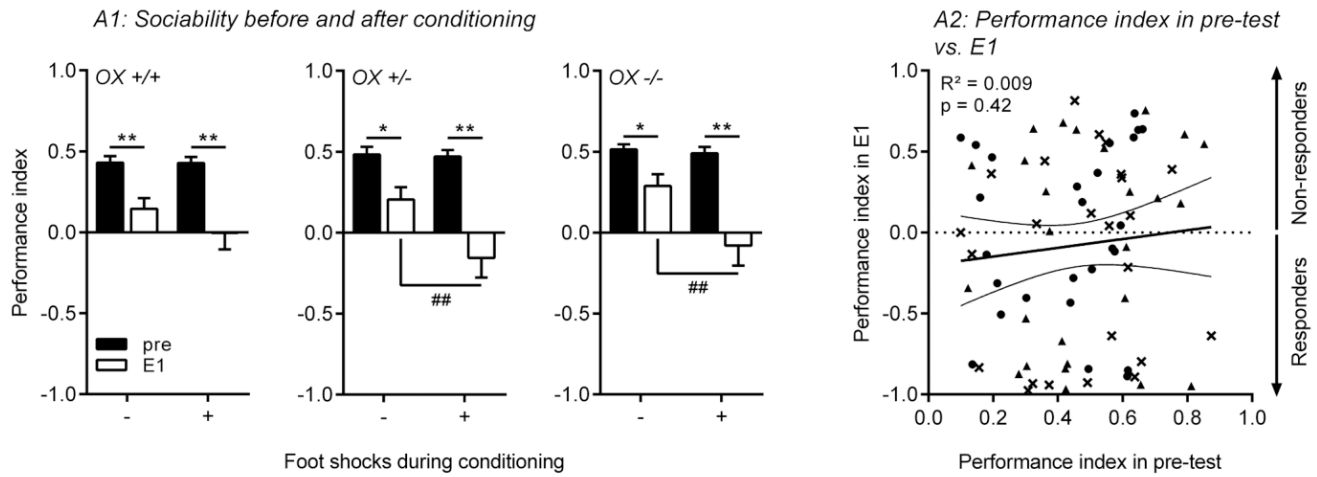 A1: Sociability before and after conditioning
Performance index
1.0
0.5
0.0
-0.5
-1.0
OX +/+
**
**
pre
E1
-
+
1.0
0.5
0.0
-0.5
-1.0
OX +/-
*
**
##
-
+
1.0
0.5
0.0
-0.5
-1.0
OX -/-
*
**
##
-
+
Foot shocks during conditioning
A2: Performance index in pre-test
vs. E1
Performance index in E1
1.0
0.5
0.0
-0.5
-1.0
R² = 0.009
p = 0.42
0.0 0.2 0.4 0.6 0.8 1.0
Performance index in pre-test
Non-responders
Responders